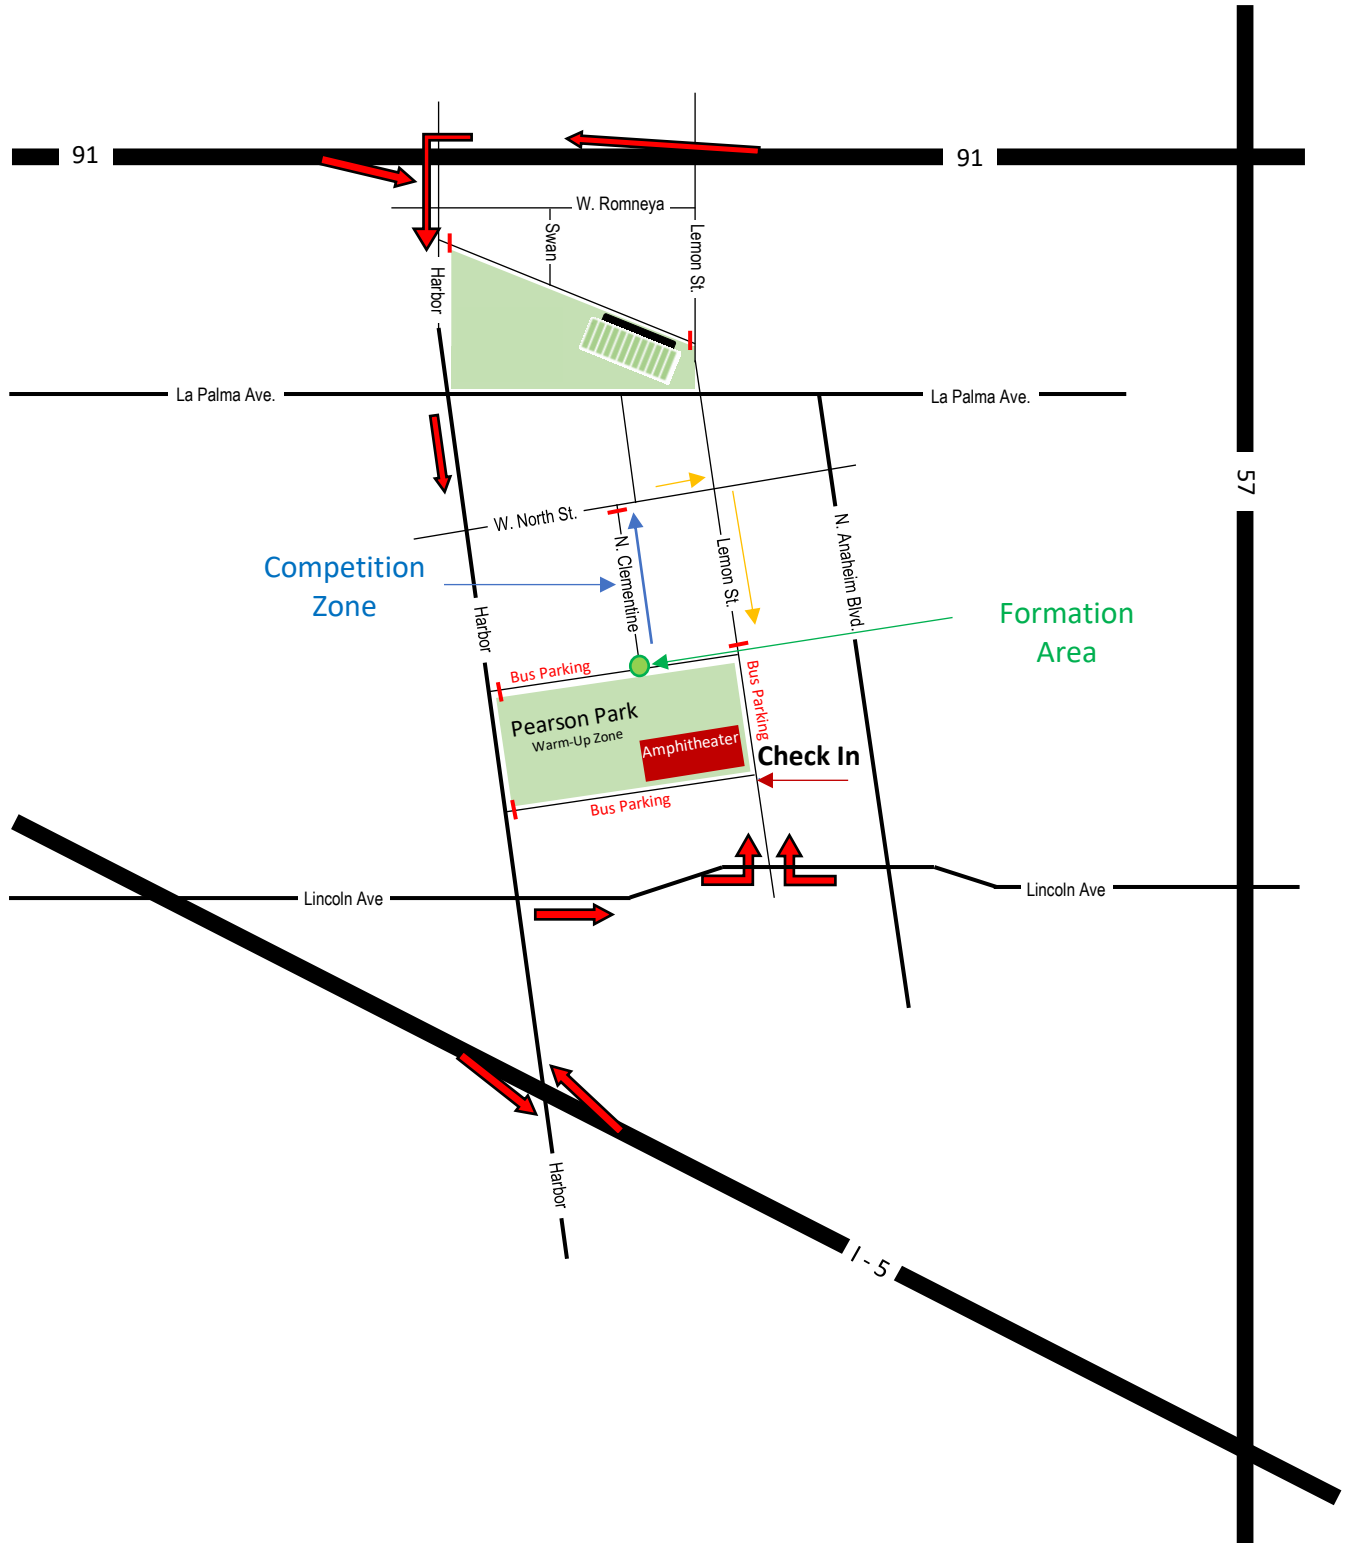 91
91
W. Romneya
Swan
Lemon St.
Harbor
La Palma Ave.
La Palma Ave.
57
W. North St.
N. Clementine
Lemon St.
N. Anaheim Blvd.
Competition
Zone
Harbor
Formation
Area
Bus Parking
Bus Parking
Pearson Park
Warm-Up Zone
Amphitheater
Check In
Bus Parking
Lincoln Ave
Lincoln Ave
Harbor
I - 5